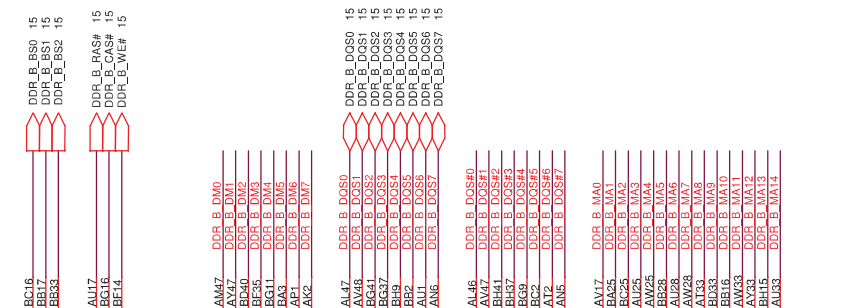 DDR_B_BS0 15
DDR_B_BS1 15
DDR_B_BS2 15
DDR_B_RAS# 15
DDR_B_CAS# 15
DDR_B_WE# 15
DDR_B_DQS0 15
DDR_B_DQS1 15
DDR_B_DQS2 15
DDR_B_DQS3 15
DDR_B_DQS4 15
DDR_B_DQS5 15
DDR_B_DQS6 15
DDR_B_DQS7 15
DDR_B_DM0
DDR_B_DM1
DDR_B_DM2
DDR_B_DM3
DDR_B_DM4
DDR_B_DM5
DDR_B_DM6
DDR_B_DM7
DDR_B_DQS0
DDR_B_DQS1
DDR_B_DQS2
DDR_B_DQS3
DDR_B_DQS4
DDR_B_DQS5
DDR_B_DQS6
DDR_B_DQS7
DDR_B_DQS#0
DDR_B_DQS#1
DDR_B_DQS#2
DDR_B_DQS#3
DDR_B_DQS#4
DDR_B_DQS#5
DDR_B_DQS#6
DDR_B_DQS#7
DDR_B_MA0
DDR_B_MA1
DDR_B_MA2
DDR_B_MA3
DDR_B_MA4
DDR_B_MA5
DDR_B_MA6
DDR_B_MA7
DDR_B_MA8
DDR_B_MA9
DDR_B_MA10
DDR_B_MA11
DDR_B_MA12
DDR_B_MA13
DDR_B_MA14
BC16
BB17
BB33
AU17
BG16
BF14
AM47
AY47
BD40
BF35
BG11
BA3
AP1
AK2
AL47
AV48
BG41
BG37
BH9
BB2
AU1
AN6
AL46
AV47
BH41
BH37
BG9
BC2
AT2
AN5
AV17
BA25
BC25
AU25
AW25
BB28
AU28
AW28
AT33
BD33
BB16
AW33
AY33
BH15
AU33